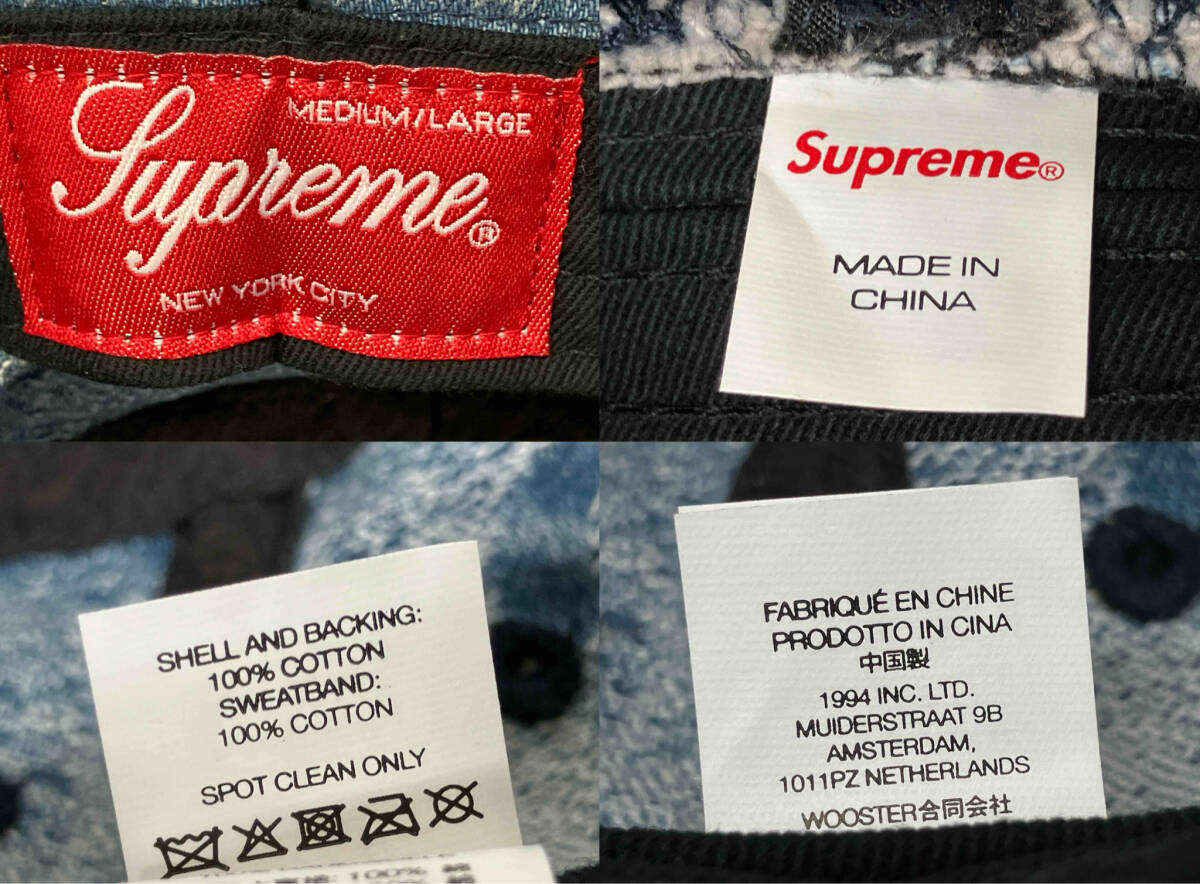 MEDIUM/LARGE
Supreme®
NEW YORK CITY
Supreme®
MADE IN
CHINA
SHELL AND BACKING:
100% COTTON
SWEATBAND:
100% COTTON
SPOT CLEAN ONLY
100% 綿
FABRIQUÉ EN CHINE
PRODOTTO IN CINA
中国製
1994 INC. LTD.
MUIDERSTRAAT 9B
AMSTERDAM,
1011PZ NETHERLANDS
WOOSTER合同会社